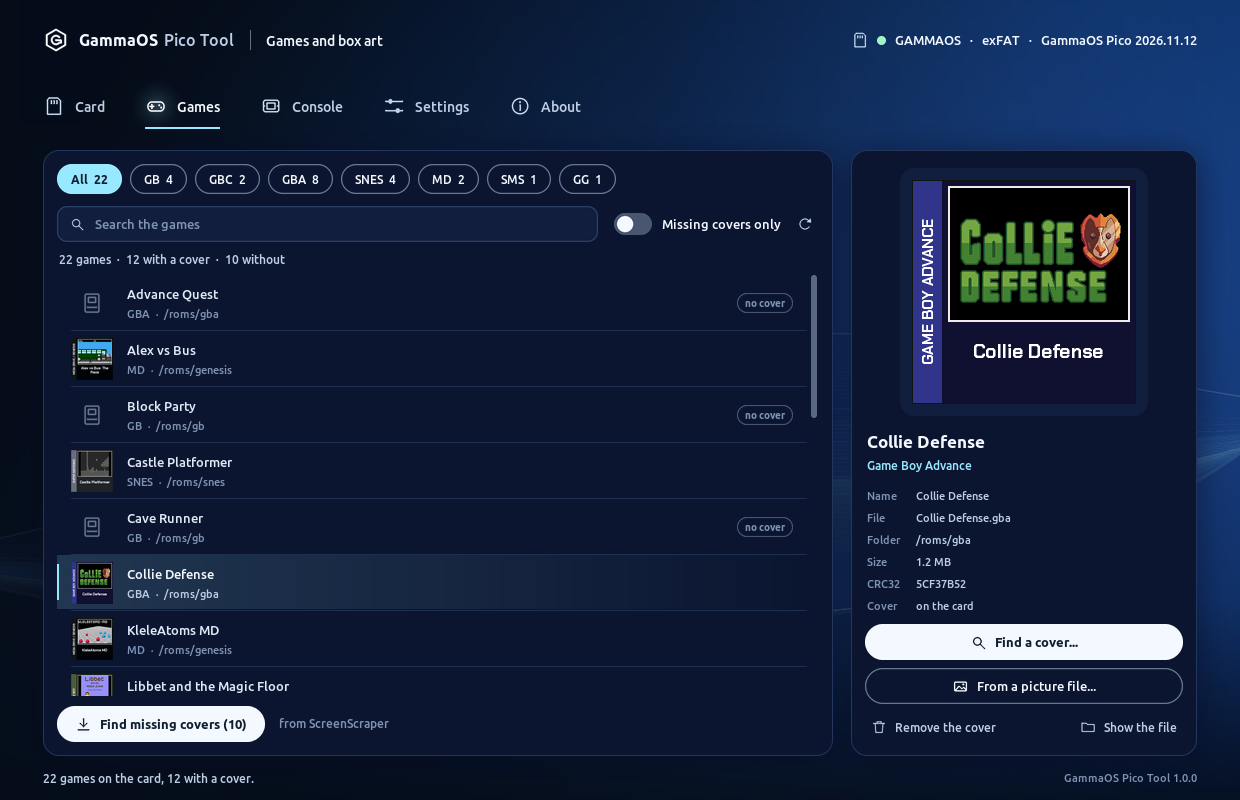 GammaOS Pico Tool
Games and box art
GAMMAOS · exFAT · GammaOS Pico 2026.11.12
Card
Games
Console
Settings
About
All 22
GB 4
GBC 2
GBA 8
SNES 4
MD 2
SMS 1
GG 1
Search the games
Missing covers only
22 games · 12 with a cover · 10 without
Advance Quest
GBA · /roms/gba
no cover
Alex vs Bus
MD · /roms/genesis
Block Party
GB · /roms/gb
no cover
Castle Platformer
SNES · /roms/snes
Cave Runner
GB · /roms/gb
no cover
Collie Defense
GBA · /roms/gba
KleleAtoms MD
MD · /roms/genesis
Libbet and the Magic Floor
Find missing covers (10)
from ScreenScraper
GAME BOY ADVANCE
COLLiE
DEFENSE
Collie Defense
Collie Defense
Game Boy Advance
Name Collie Defense
File Collie Defense.gba
Folder /roms/gba
Size 1.2 MB
CRC32 5CF37B52
Cover on the card
Find a cover...
From a picture file...
Remove the cover
Show the file
22 games on the card, 12 with a cover.
GammaOS Pico Tool 1.0.0